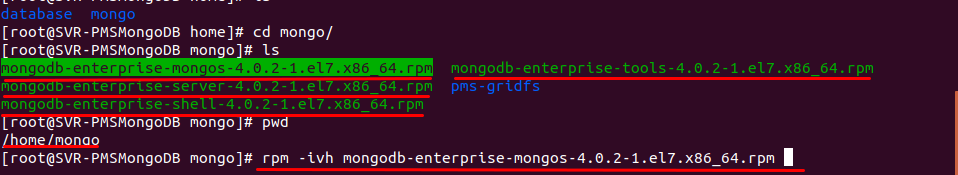 database  mongo
[root@SVR-PMSMongoDB home]# cd mongo/
[root@SVR-PMSMongoDB mongo]# ls
mongodb-enterprise-mongos-4.0.2-1.el7.x86_64.rpm  mongodb-enterprise-tools-4.0.2-1.el7.x86_64.rpm
mongodb-enterprise-server-4.0.2-1.el7.x86_64.rpm  pms-gridfs
mongodb-enterprise-shell-4.0.2-1.el7.x86_64.rpm
[root@SVR-PMSMongoDB mongo]# pwd
/home/mongo
[root@SVR-PMSMongoDB mongo]# rpm -ivh mongodb-enterprise-mongos-4.0.2-1.el7.x86_64.rpm